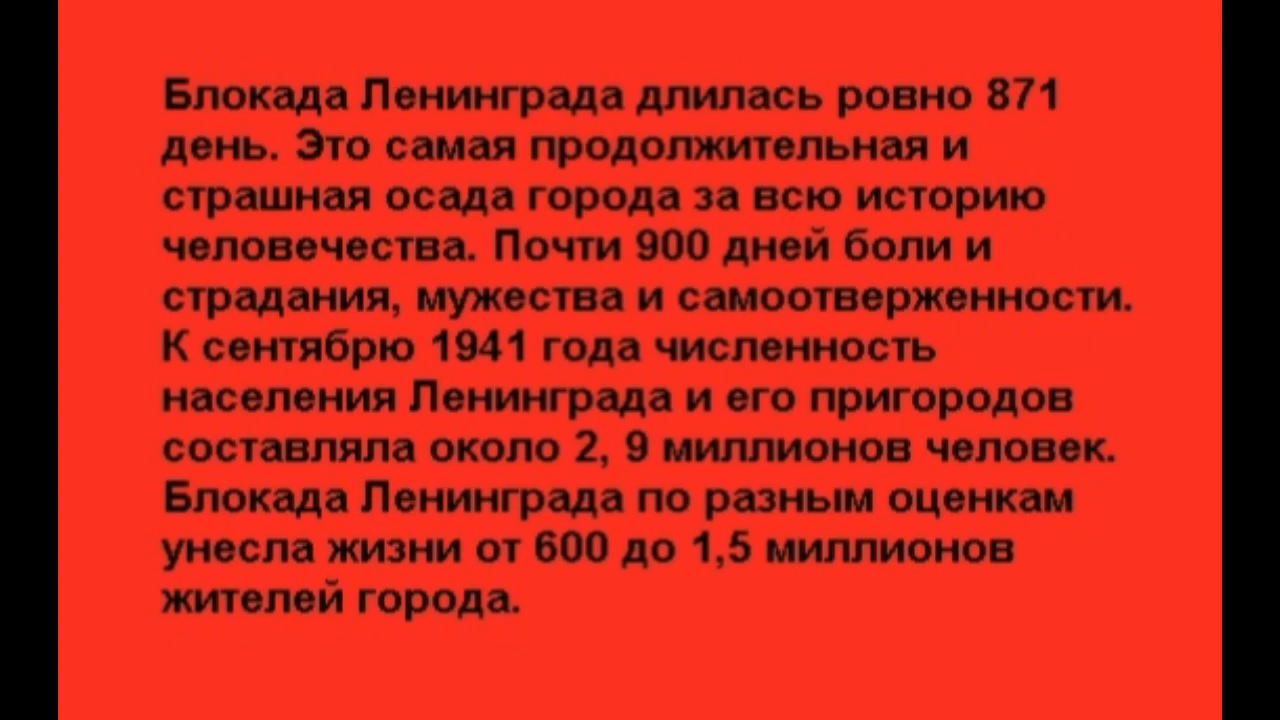 Блокада Ленинграда длилась ровно 871
день. Это самая продолжительная и
страшная осада города за всю историю
человечества. Почти 900 дней боли и
страдания, мужества и самоотверженности.
К сентябрю 1941 года численность
населения Ленинграда и его пригородов
составляла около 2, 9 миллионов человек.
Блокада Ленинграда по разным оценкам
унесла жизни от 600 до 1,5 миллионов
жителей города.